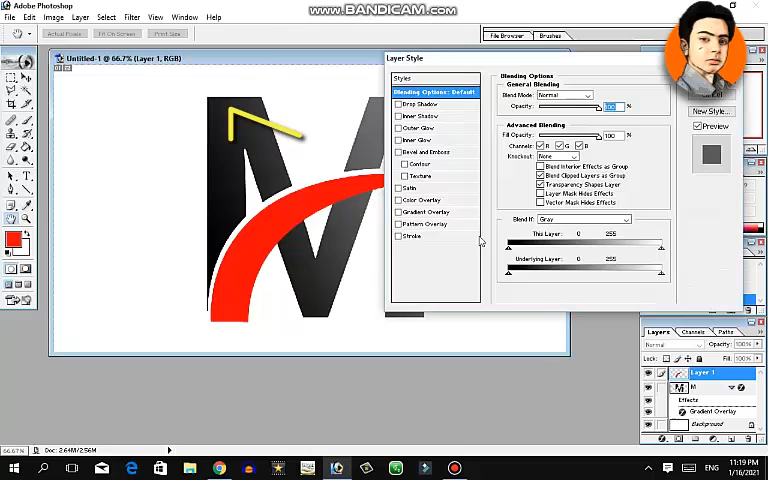 Adobe Photoshop
www.BANDICAM.com
File Edit Image Layer Select Filter View Window Help
Actual Pixels Fit On Screen Print Size
File Browser Brushes
Untitled-1 @ 66.7% (Layer 1, RGB)
Layer Style
Styles
Blending Options: Default
Drop Shadow
Inner Shadow
Outer Glow
Inner Glow
Bevel and Emboss
Contour
Texture
Satin
Color Overlay
Gradient Overlay
Pattern Overlay
Stroke
Blending Options
General Blending
Blend Mode: Normal
Opacity: 100 %
Advanced Blending
Fill Opacity: 100 %
Channels: R G B
Knockout: None
Blend Interior Effects as Group
Blend Clipped Layers as Group
Transparency Shapes Layer
Layer Mask Hides Effects
Vector Mask Hides Effects
Blend If: Gray
This Layer: 0 255
Underlying Layer: 0 255
New Style...
Preview
M
Layers Channels Paths
Normal Opacity: 100%
Lock: Fill: 100%
Layer 1
M M
Effects
Gradient Overlay
Background
66.67% Doc: 2.64M/2.56M
ENG
11:19 PM
1/16/2021